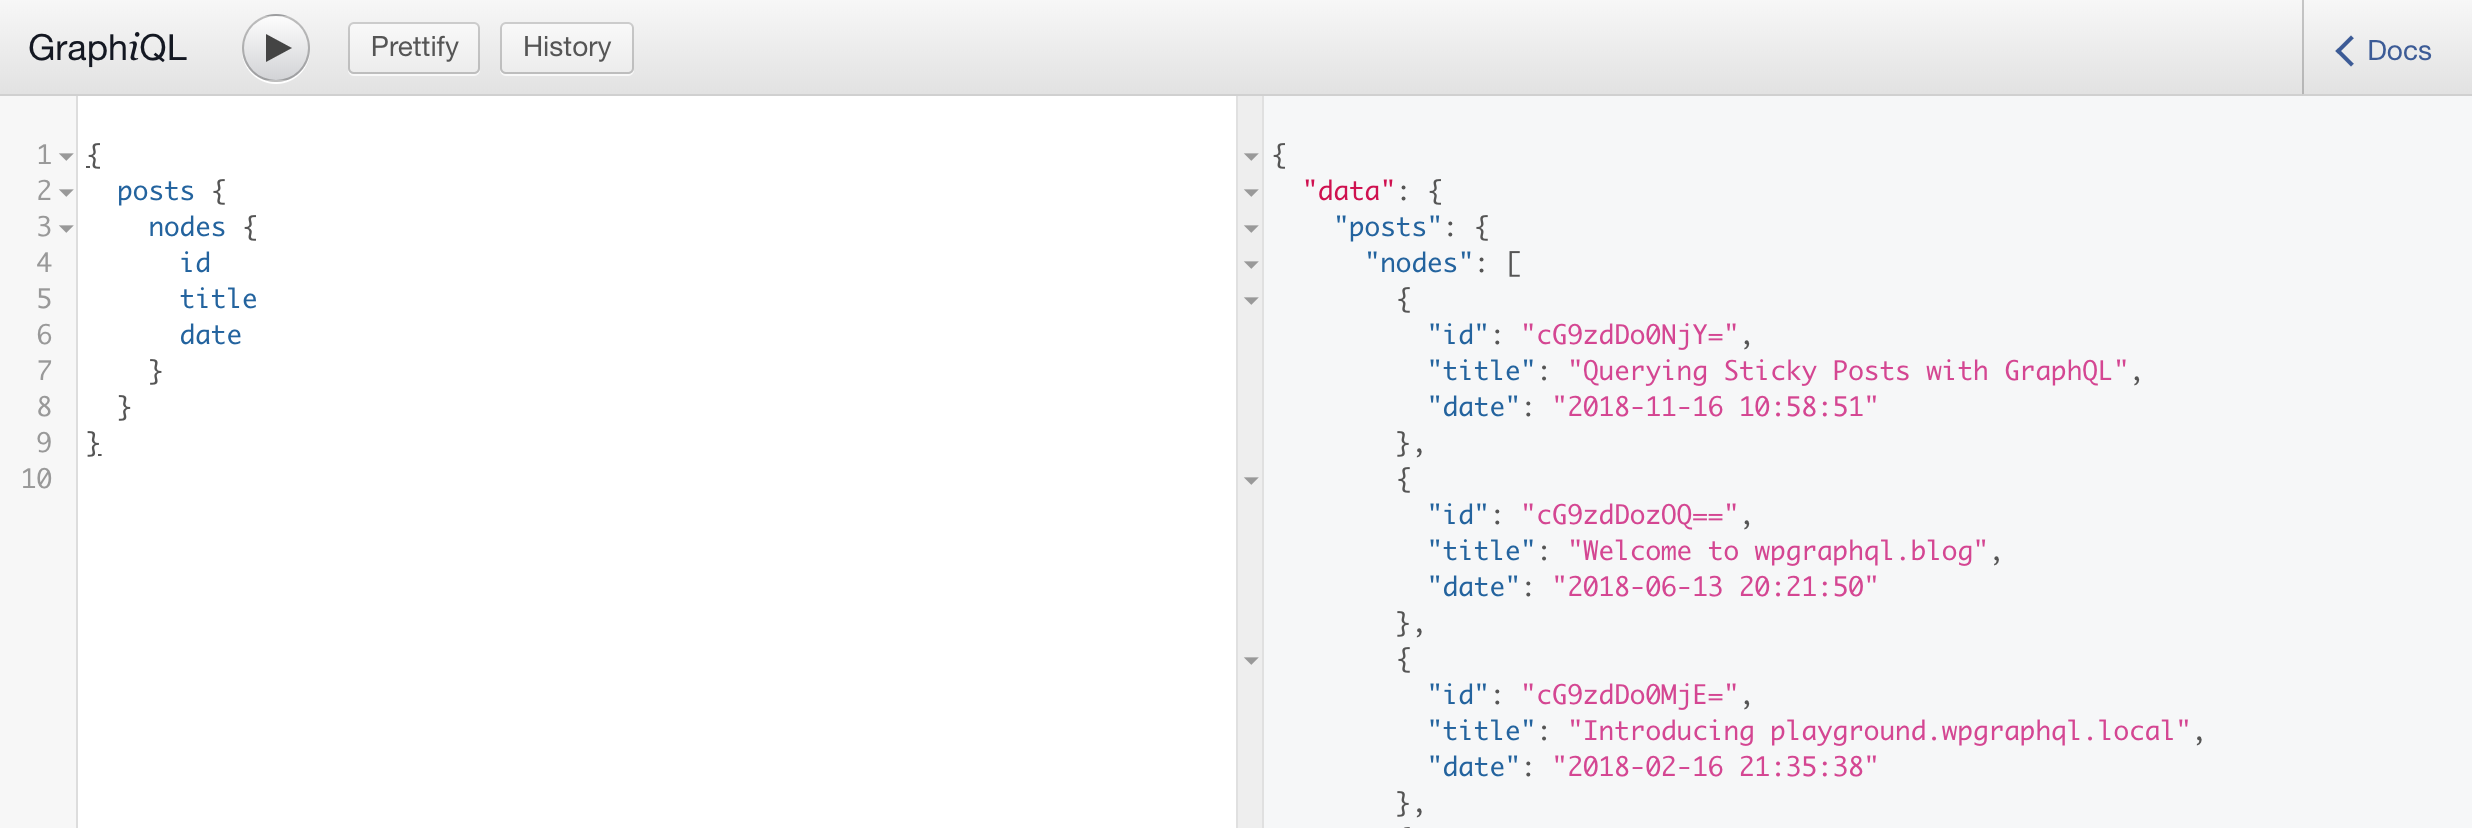 GraphiQL Prettify History Docs
1 {
2   posts {
3     nodes {
4       id
5       title
6       date
7     }
8   }
9 }
10
{
  "data": {
    "posts": {
      "nodes": [
        {
          "id": "cG9zdDo0NjY=",
          "title": "Querying Sticky Posts with GraphQL",
          "date": "2018-11-16 10:58:51"
        },
        {
          "id": "cG9zdDozOQ==",
          "title": "Welcome to wpgraphql.blog",
          "date": "2018-06-13 20:21:50"
        },
        {
          "id": "cG9zdDo0MjE=",
          "title": "Introducing playground.wpgraphql.local",
          "date": "2018-02-16 21:35:38"
        },